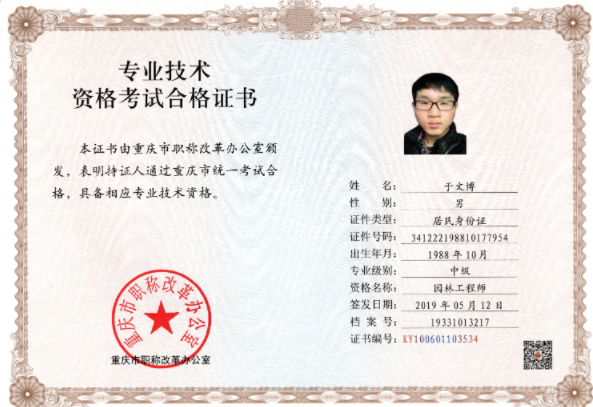 专业技术
资格考试合格证书
本证书由重庆市职称改革办公室颁
发，表明持证人通过重庆市统一考试合
格，具备相应专业技术资格。
重庆市职称改革办公室
重庆市职称改革办公室
姓 名： 于文博
性 别： 男
证件类型： 居民身份证
证件号码： 341222198810177954
出生年月： 1988 年 10月
专业级别： 中级
资格名称： 园林工程师
签发日期： 2019 年 05 月 12 日
档 案 号： 19331013217
证书编号： KY100601103534